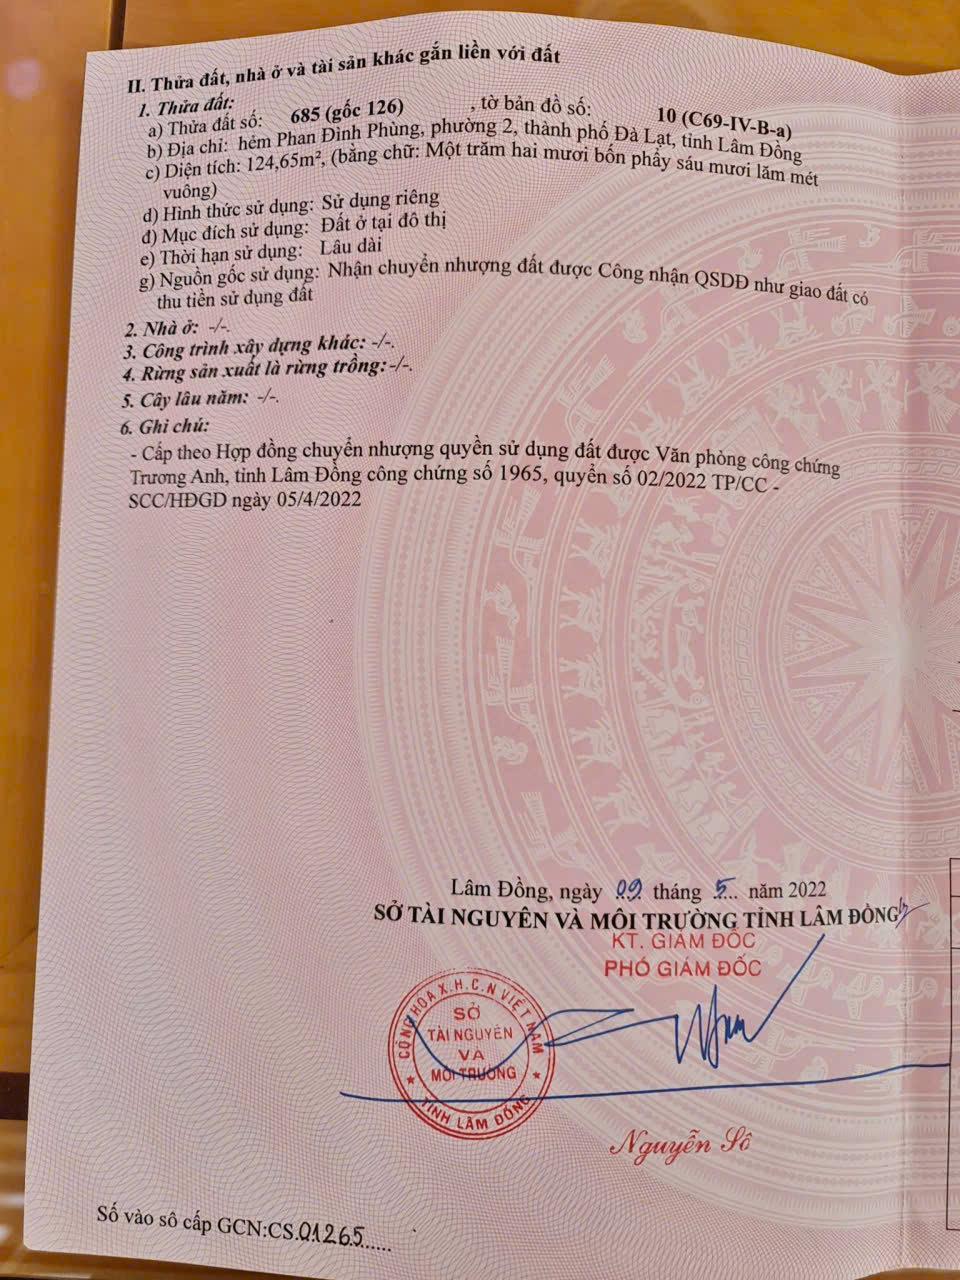 II. Thửa đất, nhà ở và tài sản khác gắn liền với đất
1. Thửa đất:
a) Thửa đất số: 685 (gốc 126) , tờ bản đồ số: 10 (C69-IV-B-a)
b) Địa chỉ: hẻm Phan Đình Phùng, phường 2, thành phố Đà Lạt, tỉnh Lâm Đồng
c) Diện tích: 124,65m², (bằng chữ: Một trăm hai mươi bốn phẩy sáu mươi lăm mét
vuông)
d) Hình thức sử dụng: Sử dụng riêng
đ) Mục đích sử dụng: Đất ở tại đô thị
e) Thời hạn sử dụng: Lâu dài
g) Nguồn gốc sử dụng: Nhận chuyển nhượng đất được Công nhận QSDĐ như giao đất có
thu tiền sử dụng đất
2. Nhà ở: -/-.
3. Công trình xây dựng khác: -/-.
4. Rừng sản xuất là rừng trồng: -/-.
5. Cây lâu năm: -/-.
6. Ghi chú:
- Cấp theo Hợp đồng chuyển nhượng quyền sử dụng đất được Văn phòng công chứng
Trương Anh, tỉnh Lâm Đồng công chứng số 1965, quyển số 02/2022 TP/CC -
SCC/HĐGD ngày 05/4/2022
Lâm Đồng, ngày 09 tháng 5 năm 2022
SỞ TÀI NGUYÊN VÀ MÔI TRƯỜNG TỈNH LÂM ĐỒNG
KT. GIÁM ĐỐC
PHÓ GIÁM ĐỐC
CỘNG HÒA X.H.C.N VIỆT NAM
SỞ
TÀI NGUYÊN
VÀ
MÔI TRƯỜNG
TỈNH LÂM ĐỒNG
Nguyễn Sô
Số vào sổ cấp GCN:CS.01265......